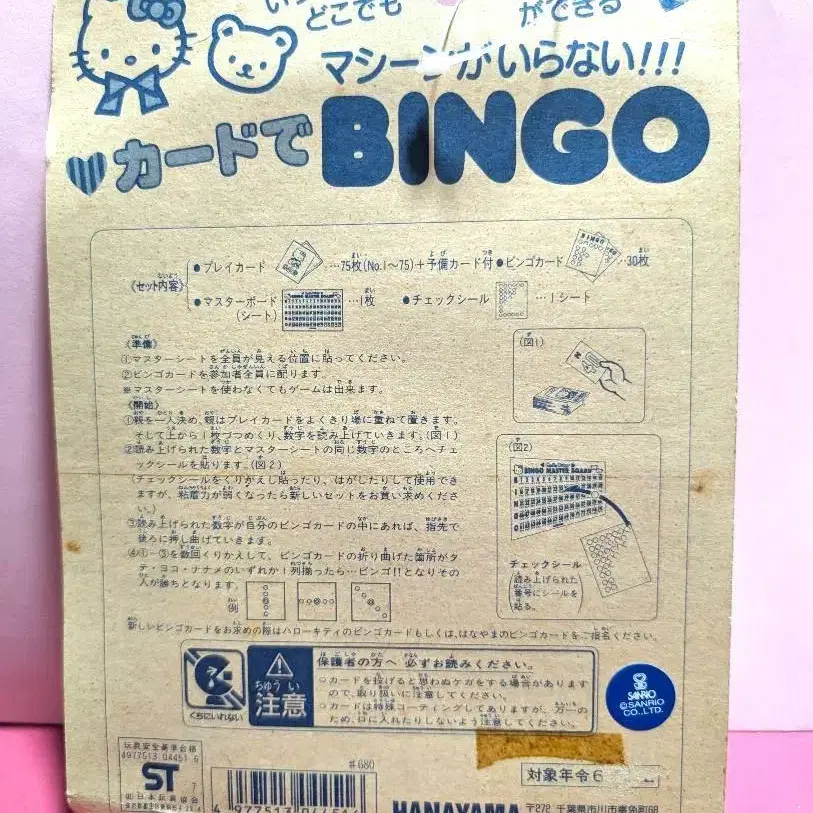 どこでも
ができる
マシーンがいらない!!!
カードでBINGO
《セット内容》
●プレイカード …75枚(No.1〜75)+予備カード付
●ビンゴカード …30枚
●マスターボード(シート) …1枚
●チェックシール …1シート
《準備》
①マスターシートを全員が見える位置に貼ってください。
②ビンゴカードを参加者全員に配ります。
※マスターシートを使わなくてもゲームは出来ます。
《開始》
①親を一人決め、親はプレイカードをよくきり場に重ねて置きます。
そして上から1枚づつめくり、数字を読み上げていきます。(図1)
②読み上げられた数字とマスターシートの同じ数字のところへチェ
ックシールを貼ります。(図2)
(チェックシールをくりかえし貼ったり、はがしたりして使用でき
ますが、粘着力が弱くなったら新しいセットをお買い求めくださ
い。)
③読み上げられた数字が自分のビンゴカードの中にあれば、指先で
後ろに押し曲げていきます。
④①〜③を数回くりかえして、ビンゴカードの折り曲げた箇所がタ
テ・ヨコ・ナナメのいずれか1列揃ったら…ビンゴ!!となりその
人が勝ちとなります。
例
(図1)
(図2)
BINGO MASTER BOARD
チェックシール
読み上げられた
番号にシールを
貼る。
新しいビンゴカードをお求めの際はハローキティのビンゴカードもしくは、はなやまのビンゴカードをご指名ください。
くちにいれない
注意
保護者の方へ 必ずお読みください。
○カードを投げると思わぬケガをする場合があります
ので、取り扱いに注意してください。
○カードは特殊コーティングしてありますが、万一の
ため、口に入れたりしないよう注意してください。
SANRIO
©SANRIO
CO.,LTD.
玩具安全基準合格
4977513 04451 6
ST
7
社日本玩具協会
#680
対象年令6
4 977513
HANAYAMA
〒272 千葉県市川市